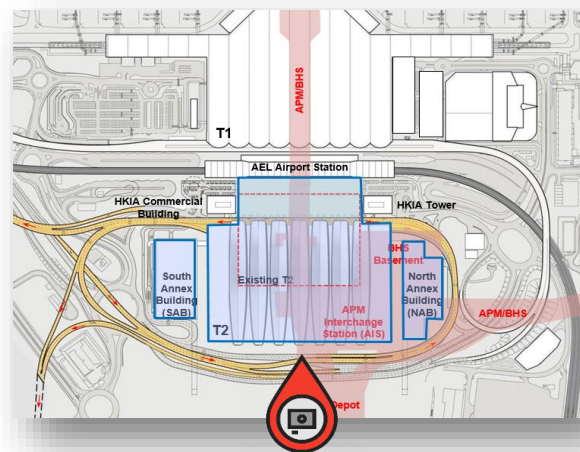 APM/BHS
T1
AEL Airport Station
HKIA Commercial
Building
HKIA Tower
BHS
Basement
South
Annex
Building
(SAB)
Existing T2
North
Annex
Building
(NAB)
APM
Interchange
Station (AIS)
APM/BHS
T2
Depot